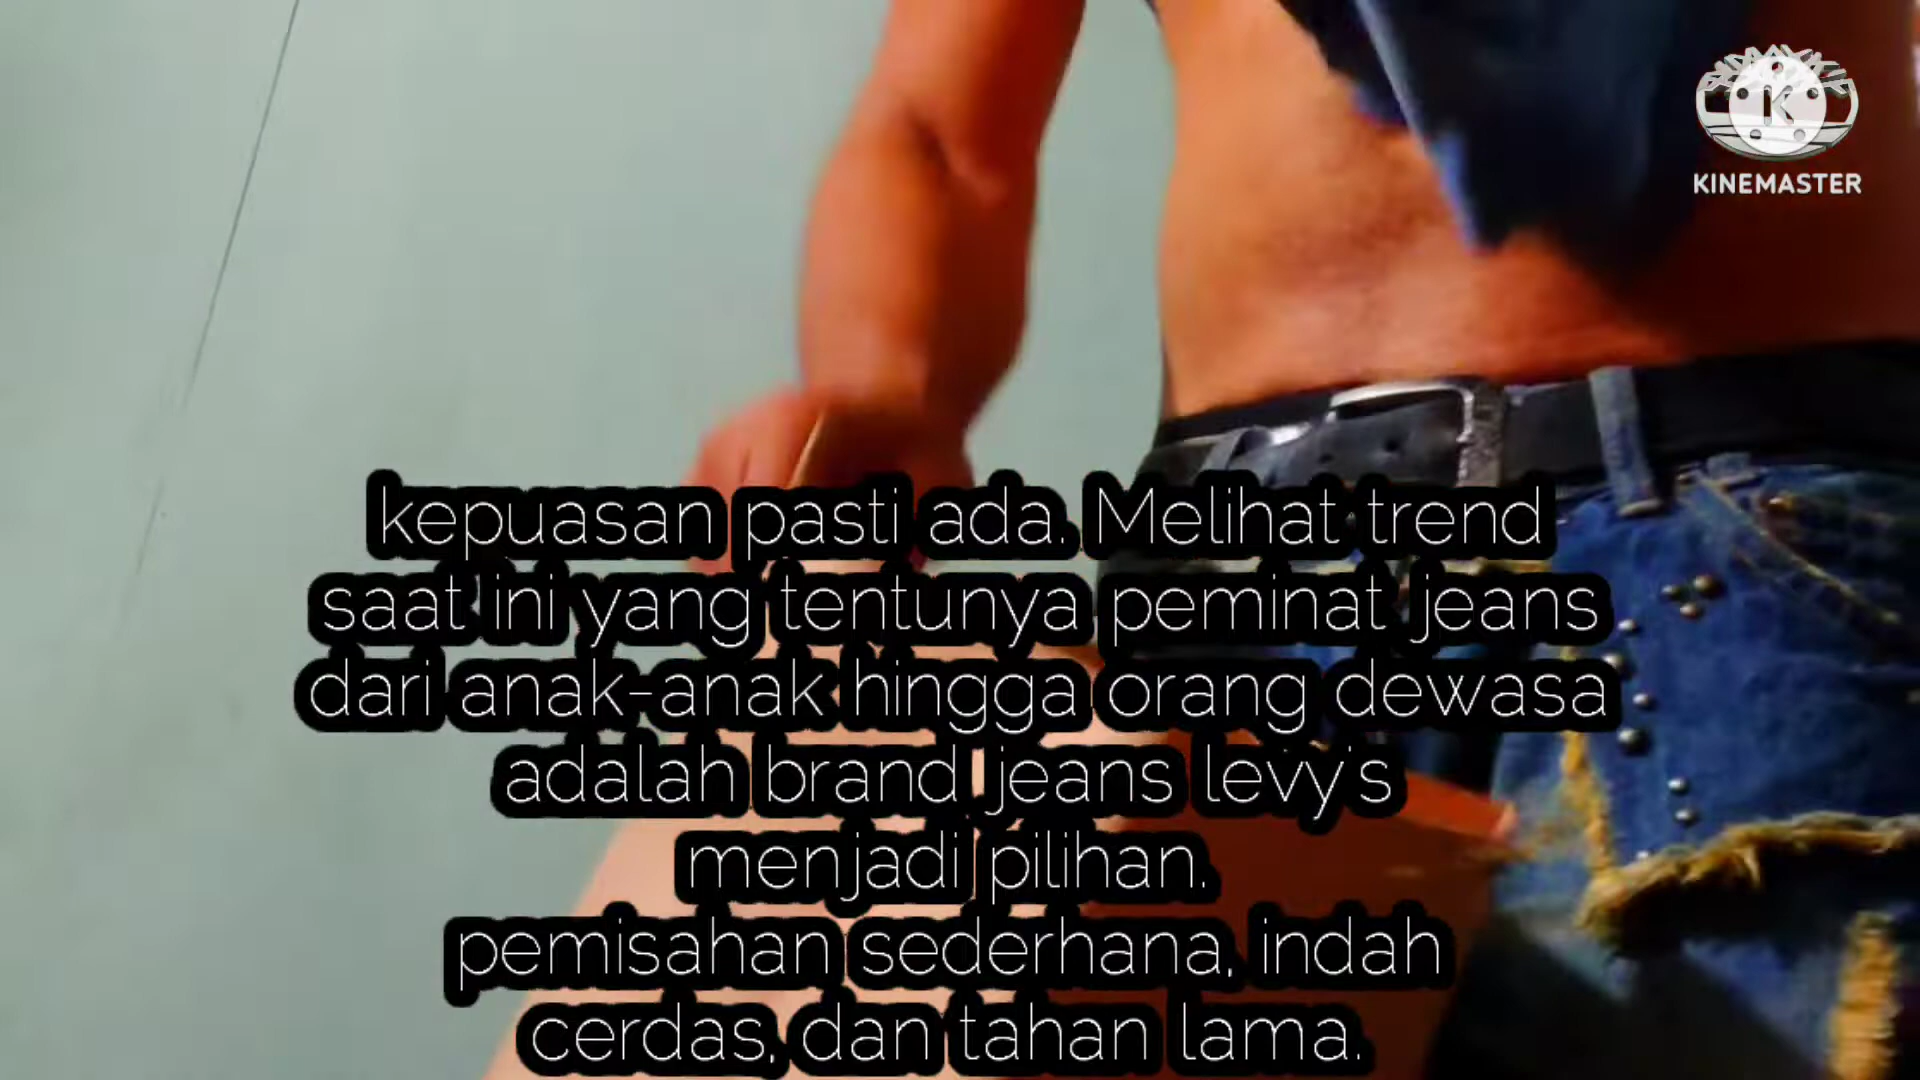 KINEMASTER
kepuasan pasti ada. Melihat trend
saat ini yang tentunya peminat jeans
dari anak-anak hingga orang dewasa
adalah brand jeans levy's
menjadi pilihan.
pemisahan sederhana, indah
cerdas, dan tahan lama.